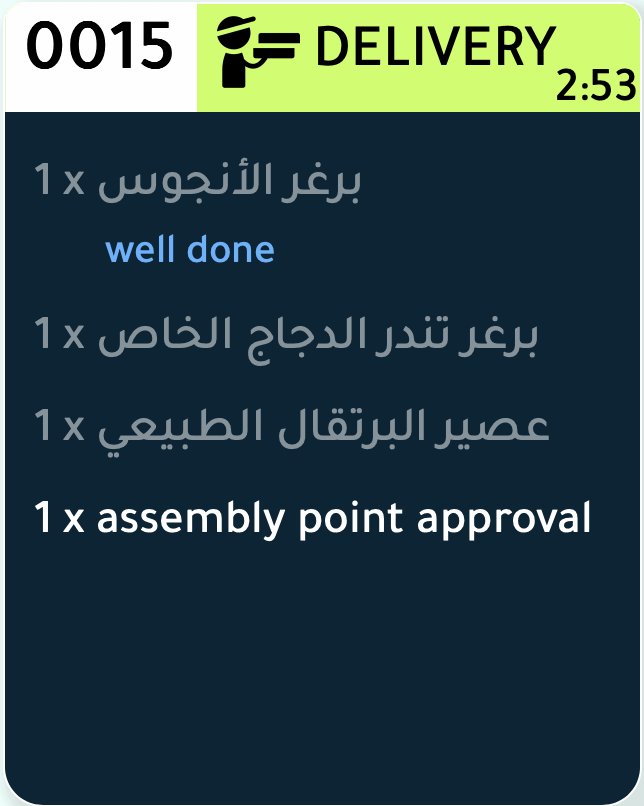 0015
DELIVERY
2:53
1 x برغر الأنجوس
well done
1 x برغر تندر الدجاج الخاص
1 x عصير البرتقال الطبيعي
1 x assembly point approval